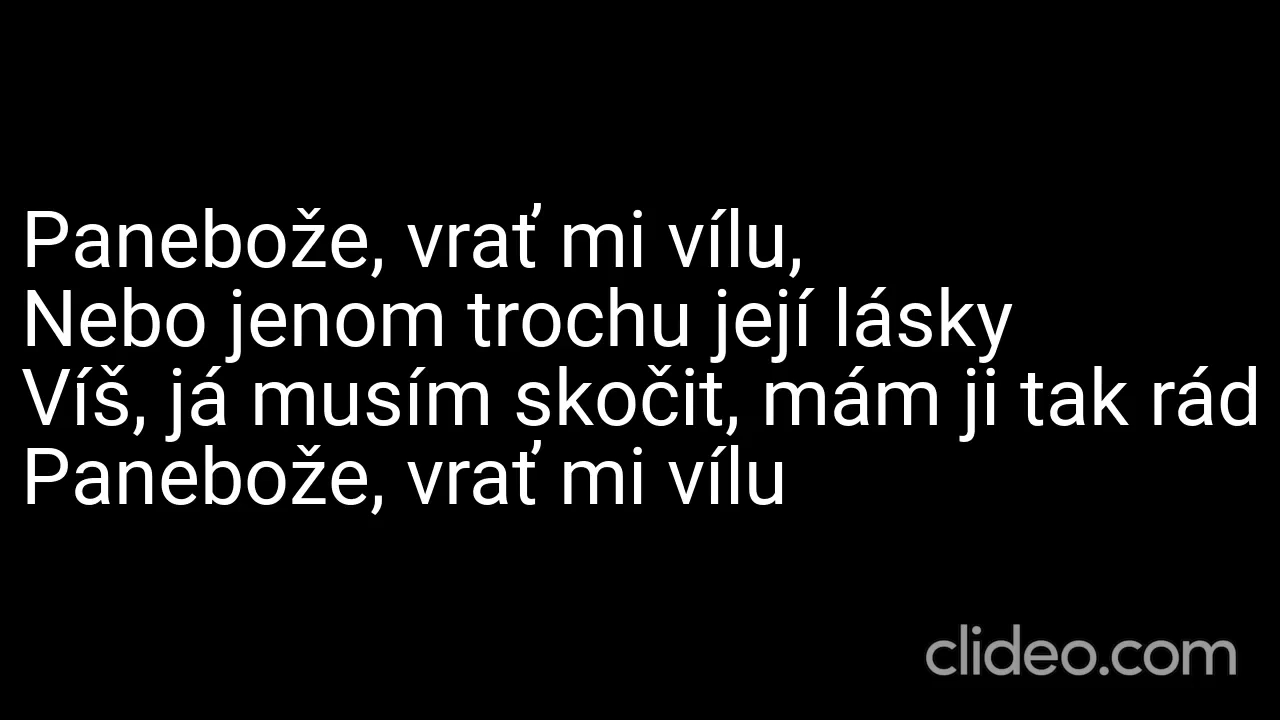 Panebože, vrať mi vílu,
Nebo jenom trochu její lásky
Víš, já musím skočit, mám ji tak rád
Panebože, vrať mi vílu
clideo.com